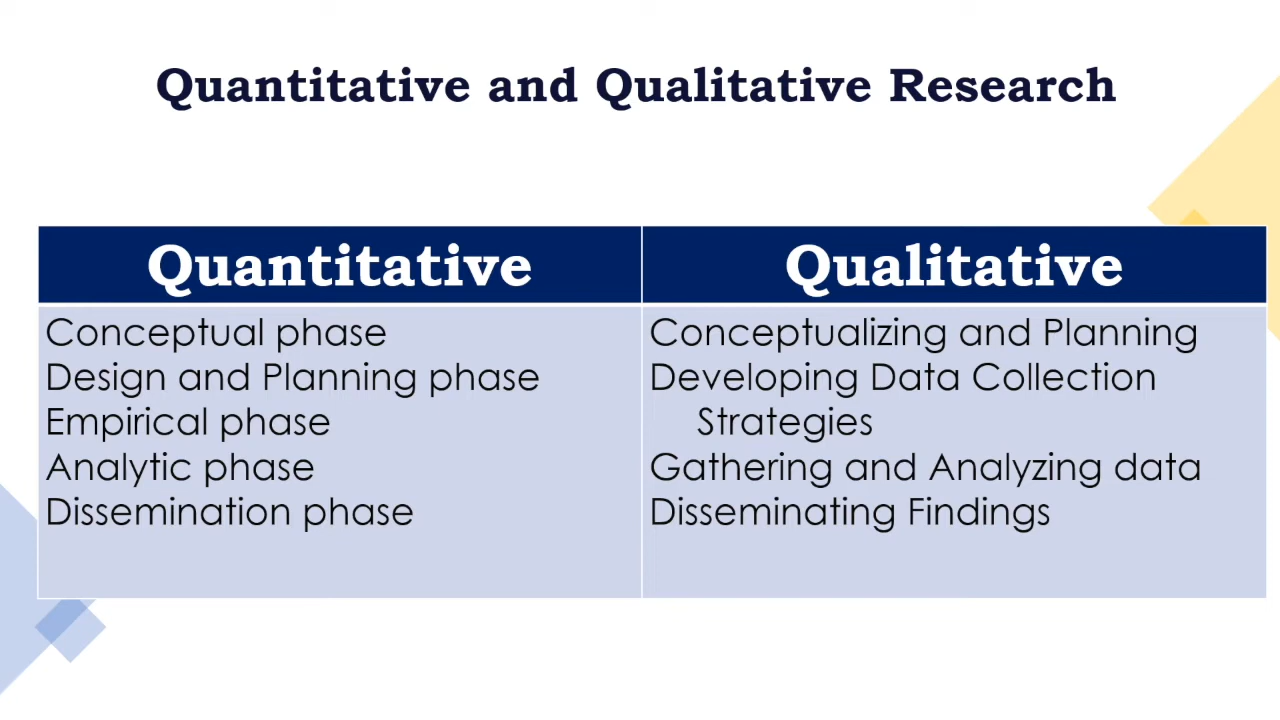 Quantitative and Qualitative Research
Quantitative
Conceptual phase
Design and Planning phase
Empirical phase
Analytic phase
Dissemination phase
Qualitative
Conceptualizing and Planning
Developing Data Collection
Strategies
Gathering and Analyzing data
Disseminating Findings